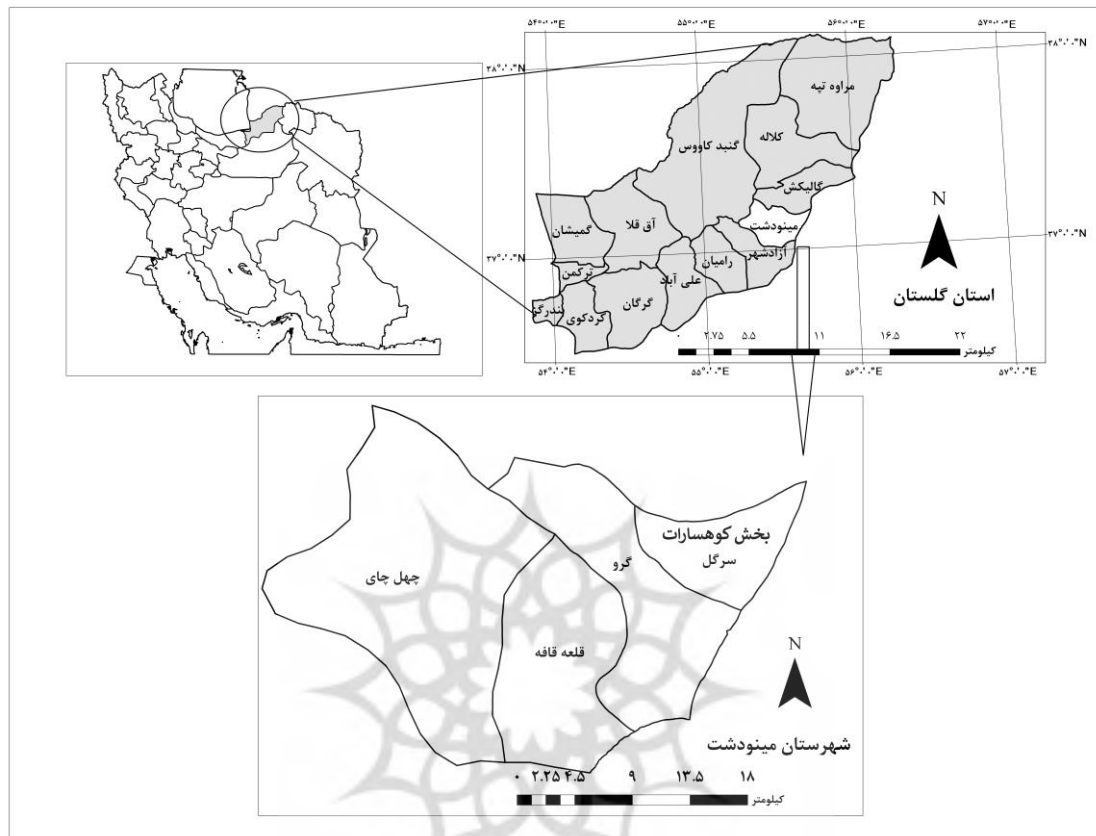 ۵۴°۰'۰"E
۵۵°۰'۰"E
۵۶°۰'۰"E
۵۷°۰'۰"E
۳۸°۰'۰"N
۳۸°۰'۰"N
مراوه تپه
کلاله
گنبد کاووس
گالیکش
مینودشت
آق قلا
گمیشان
آزادشهر
رامیان
ترکمن
علی آباد
گرگان
کردکوی
بندرگز
۳۷°۰'۰"N
۳۷°۰'۰"N
N
استان گلستان
۰ ۲.۷۵ ۵.۵ ۱۱ ۱۶.۵ ۲۲
کیلومتر
۵۴°۰'۰"E
۵۵°۰'۰"E
۵۶°۰'۰"E
۵۷°۰'۰"E
بخش کوهسارات
سرگل
گرو
چهل چای
قلعه قافه
N
شهرستان مینودشت
۰ ۲.۲۵ ۴.۵ ۹ ۱۳.۵ ۱۸
کیلومتر